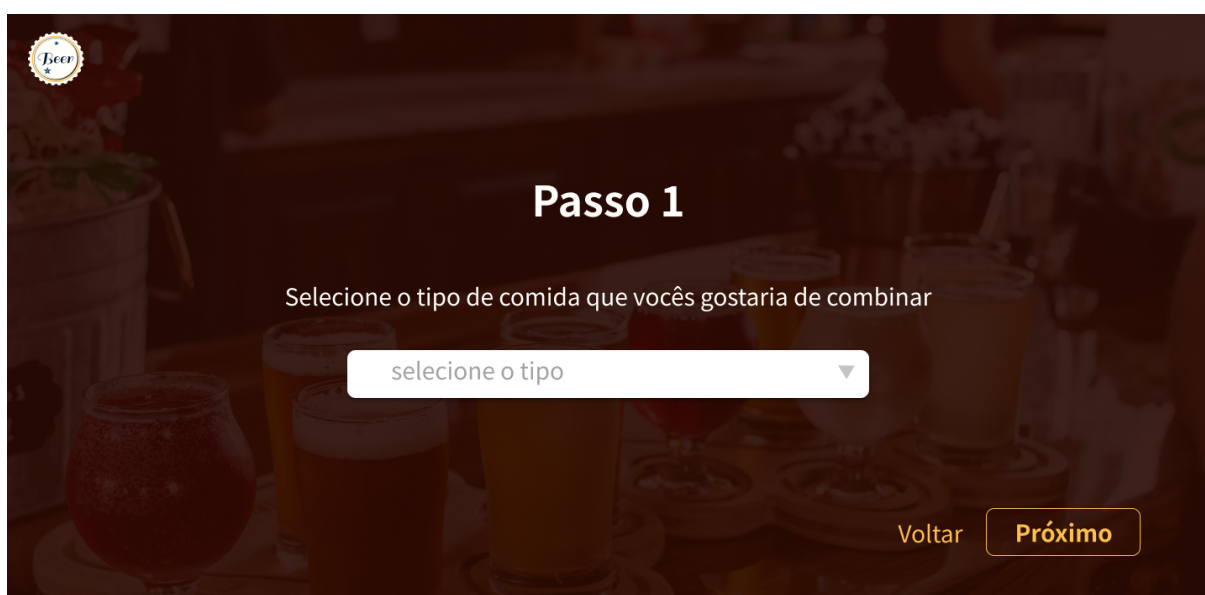 Beer
Passo 1
Selecione o tipo de comida que vocês gostaria de combinar
selecione o tipo
Voltar
Próximo